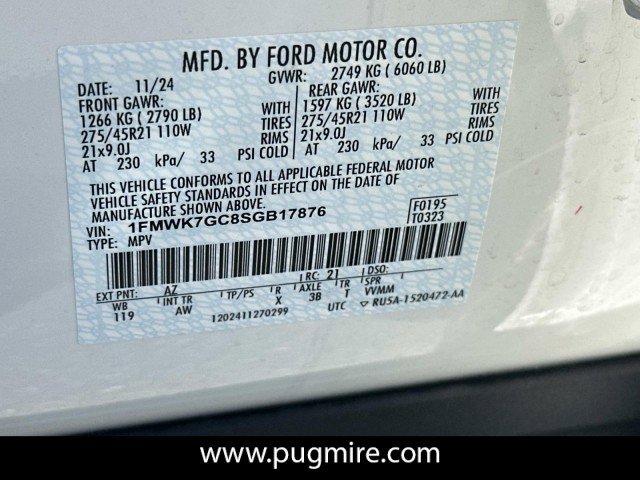 MFD. BY FORD MOTOR CO.
DATE: 11/24 GVWR: 2749 KG ( 6060 LB)
FRONT GAWR: REAR GAWR:
1266 KG ( 2790 LB) WITH 1597 KG ( 3520 LB) WITH
275/45R21 110W TIRES 275/45R21 110W TIRES
21x9.0J RIMS 21x9.0J RIMS
AT 230 kPa/ 33 PSI COLD AT 230 kPa/ 33 PSI COLD
THIS VEHICLE CONFORMS TO ALL APPLICABLE FEDERAL MOTOR
VEHICLE SAFETY STANDARDS IN EFFECT ON THE DATE OF
MANUFACTURE SHOWN ABOVE.
VIN: 1FMWK7GC8SGB17876 F0195
TYPE: MPV T0323
EXT PNT: AZ RC: 21 DSO:
WB INT TR TP/PS R AXLE TR VVMM
119 AW X 3B T
1202411270299 UTC ▽ RU5A-1520472-AA
www.pugmire.com